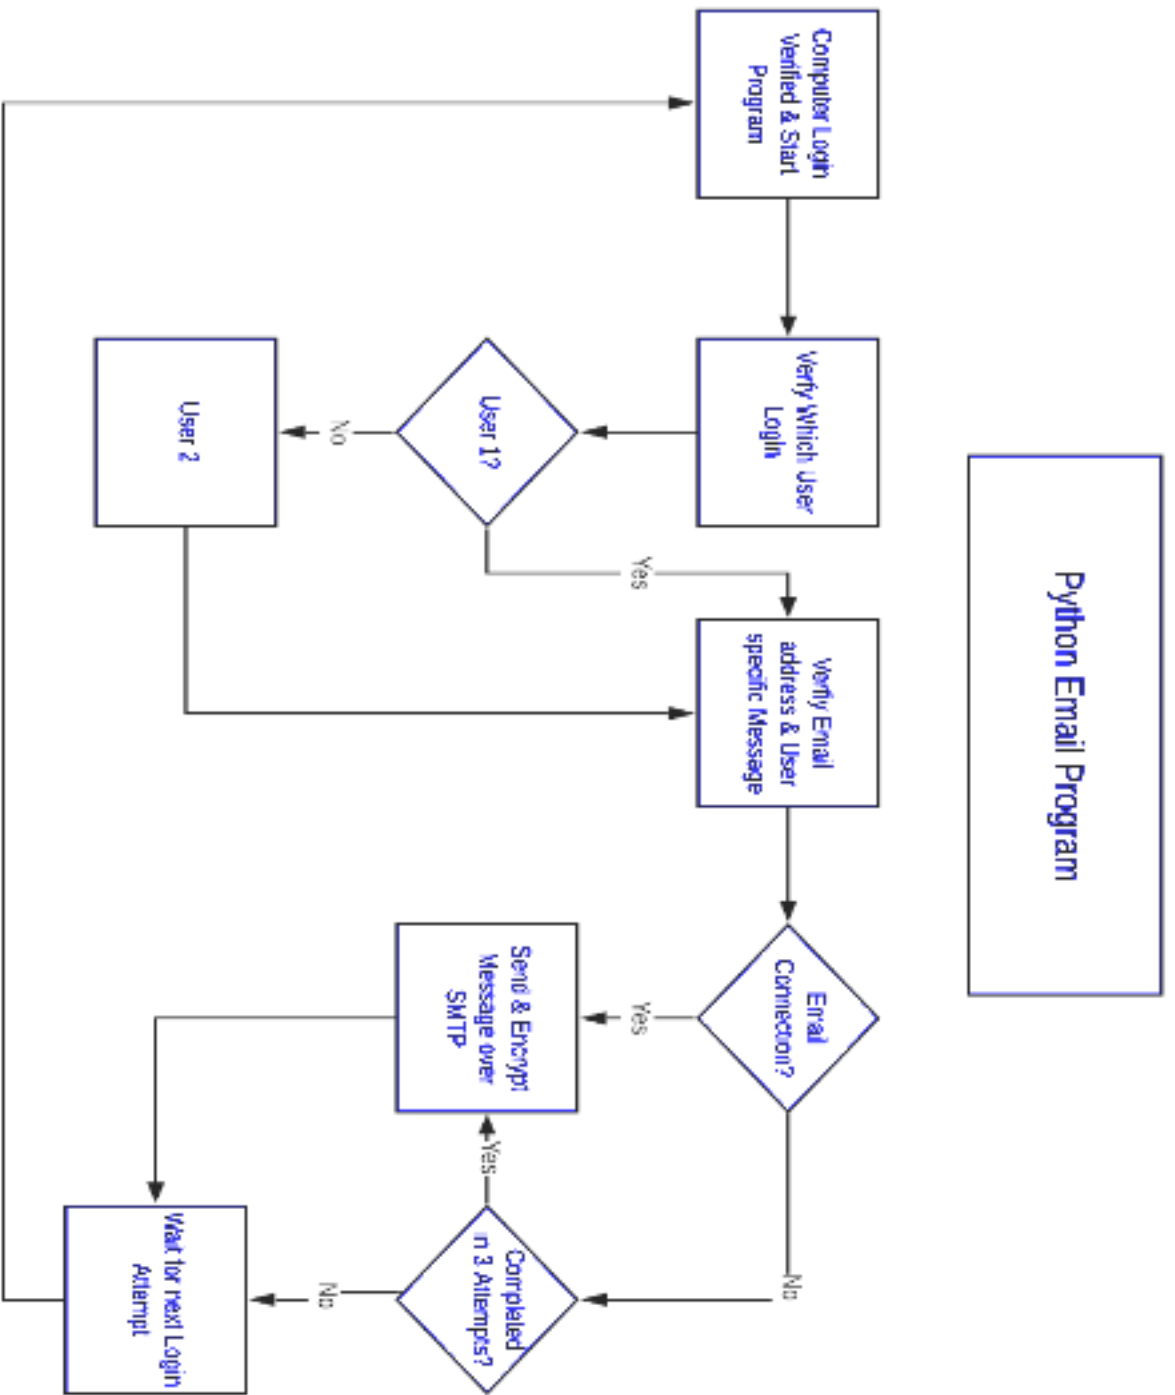 Python Email Program
Computer Login
Verified & Start
Program
Verfy Which User
Login
User 1?
No
User 2
Yes
Verfiy Email
address & User
specific Message
Email
Connection?
Yes
No
Send & Encrypt
Message over
SMTP
Completed
in 3 Attempts?
Yes
No
Wait for next Login
Attempt